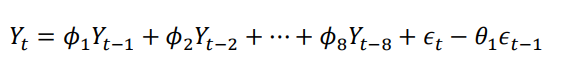 Yₜ = ϕ₁Yₜ₋₁ + ϕ₂Yₜ₋₂ + ⋯ + ϕ₈Yₜ₋₈ + ϵₜ − θ₁ϵₜ₋₁